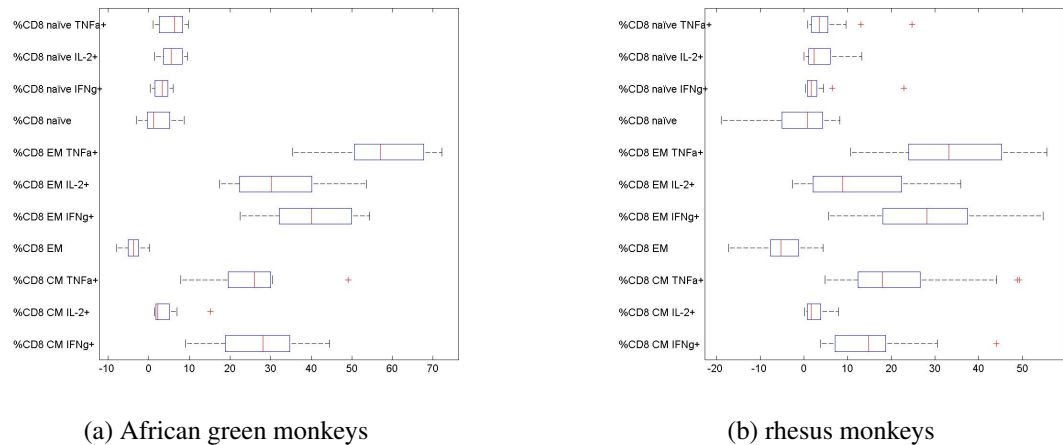 %CD8 naïve TNFa+
%CD8 naïve IL-2+
%CD8 naïve IFNg+
%CD8 naïve
%CD8 EM TNFa+
%CD8 EM IL-2+
%CD8 EM IFNg+
%CD8 EM
%CD8 CM TNFa+
%CD8 CM IL-2+
%CD8 CM IFNg+
0 10 20 30 40 50 60 70
(a) African green monkeys
%CD8 naïve TNFa+
%CD8 naïve IL-2+
%CD8 naïve IFNg+
%CD8 naïve
%CD8 EM TNFa+
%CD8 EM IL-2+
%CD8 EM IFNg+
%CD8 EM
%CD8 CM TNFa+
%CD8 CM IL-2+
%CD8 CM IFNg+
-20 -10 0 10 20 30 40 50
(b) rhesus monkeys